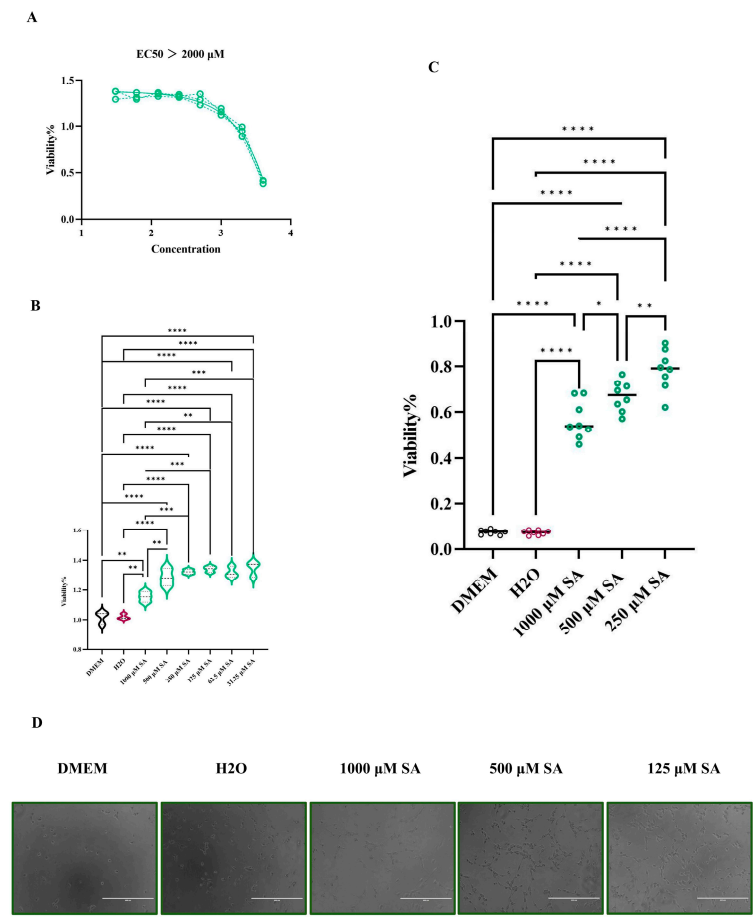 A
EC50 > 2000 μM
Viability%
1.5
1.0
0.5
0.0
1
2
3
4
Concentration
B
****
****
****
***
****
****
**
****
***
****
****
***
****
****
**
**
**
Viability%
1.6
1.4
1.2
1.0
0.8
DMEM
H2O
1000 μM SA
500 μM SA
250 μM SA
125 μM SA
62.5 μM SA
31.25 μM SA
C
****
****
****
****
****
****
*
**
****
Viability%
1.0
0.8
0.6
0.4
0.2
0.0
DMEM
H2O
1000 μM SA
500 μM SA
250 μM SA
D
DMEM
H2O
1000 μM SA
500 μM SA
125 μM SA